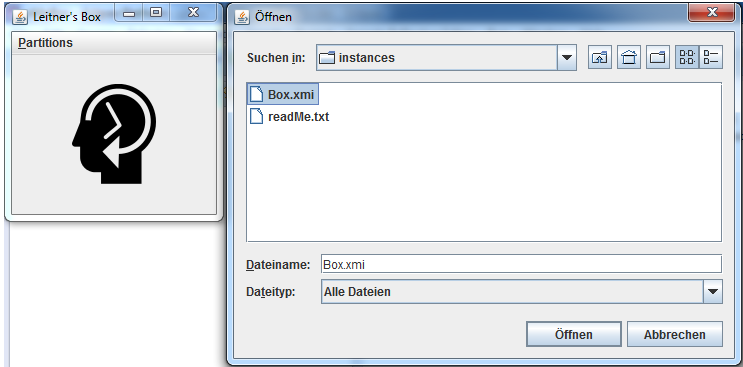 Leitner's Box
Partitions
Öffnen
Suchen in:
instances
Box.xmi
readMe.txt
Dateiname:
Box.xmi
Dateityp:
Alle Dateien
Öffnen
Abbrechen